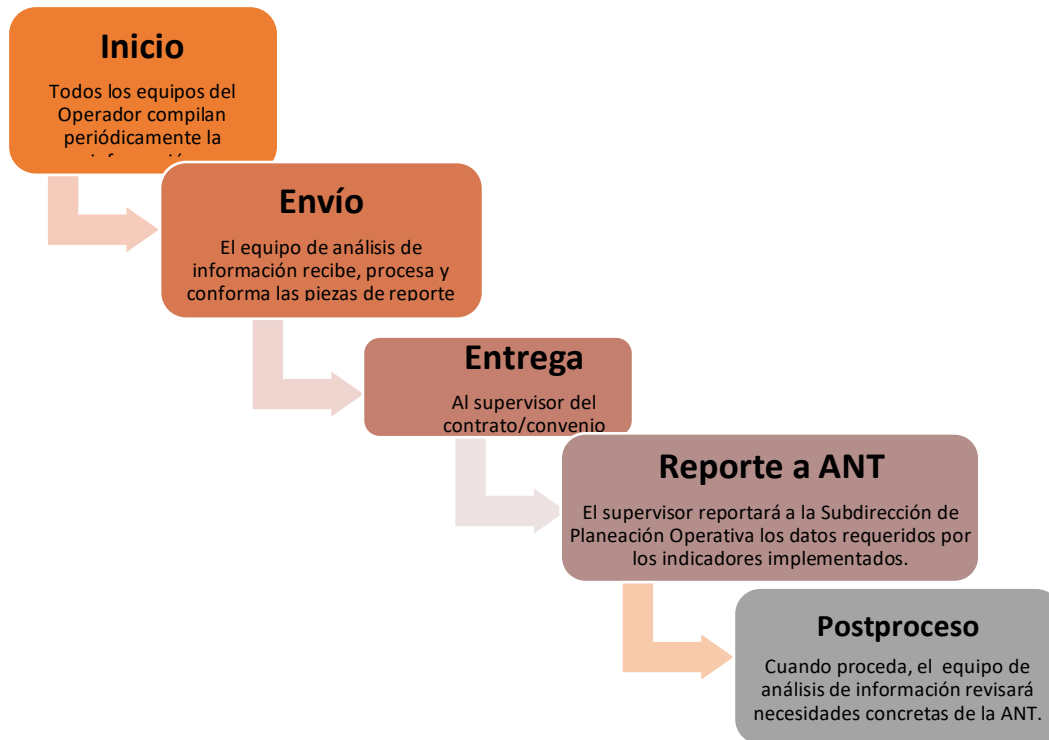 Inicio
Todos los equipos del
Operador compilan
periódicamente la
Envío
El equipo de análisis de
información recibe, procesa y
conforma las piezas de reporte
Entrega
Al supervisor del
contrato/convenio
Reporte a ANT
El supervisor reportará a la Subdirección de
Planeación Operativa los datos requeridos por
los indicadores implementados.
Postproceso
Cuando proceda, el equipo de
análisis de información revisará
necesidades concretas de la ANT.